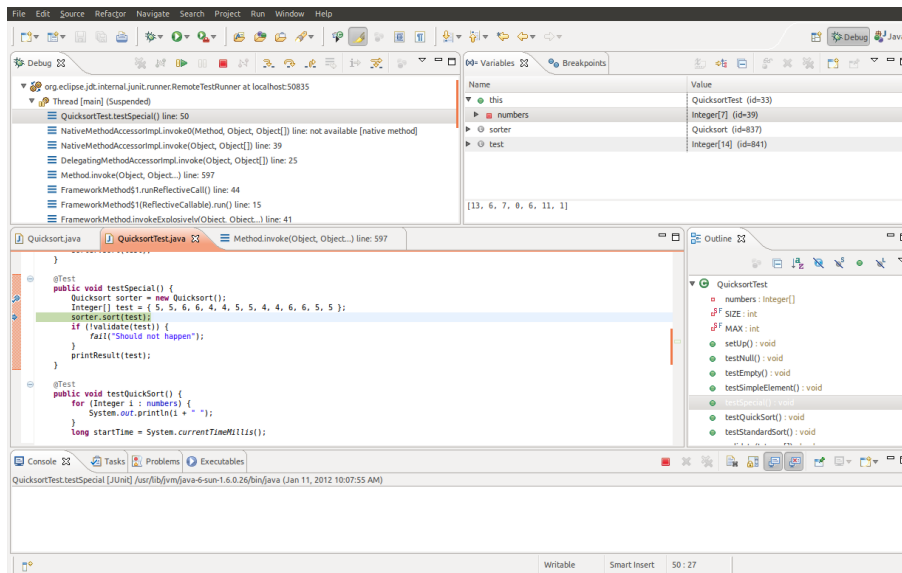 File Edit Source Refactor Navigate Search Project Run Window Help
Debug
Java
Debug
Variables
Breakpoints
org.eclipse.jdt.internal.junit.runner.RemoteTestRunner at localhost:50835
Thread [main] (Suspended)
QuicksortTest.testSpecial() line: 50
NativeMethodAccessorImpl.invoke0(Method, Object, Object[]) line: not available [native method]
NativeMethodAccessorImpl.invoke(Object, Object[]) line: 39
DelegatingMethodAccessorImpl.invoke(Object, Object[]) line: 25
Method.invoke(Object, Object...) line: 597
FrameworkMethod$1.runReflectiveCall() line: 44
FrameworkMethod$1(ReflectiveCallable).run() line: 15
FrameworkMethod.invokeExplosively(Object, Object...) line: 41
Name Value
this QuicksortTest (id=33)
numbers Integer[7] (id=39)
sorter Quicksort (id=837)
test Integer[14] (id=841)
[13, 6, 7, 0, 6, 11, 1]
Quicksort.java
QuicksortTest.java
Method.invoke(Object, Object...) line: 597
}
@Test
public void testSpecial() {
Quicksort sorter = new Quicksort();
Integer[] test = { 5, 5, 6, 6, 4, 4, 5, 5, 4, 4, 6, 6, 5, 5 };
sorter.sort(test);
if (!validate(test)) {
fail("Should not happen");
}
printResult(test);
}
@Test
public void testQuickSort() {
for (Integer i : numbers) {
System.out.println(i + " ");
}
long startTime = System.currentTimeMillis();
Outline
QuicksortTest
numbers : Integer[]
SIZE : int
MAX : int
setUp() : void
testNull() : void
testEmpty() : void
testSimpleElement() : void
testSpecial() : void
testQuickSort() : void
testStandardSort() : void
Console
Tasks
Problems
Executables
QuicksortTest.testSpecial [JUnit] /usr/lib/jvm/java-6-sun-1.6.0.26/bin/java (Jan 11, 2012 10:07:55 AM)
Writable
Smart Insert
50 : 27